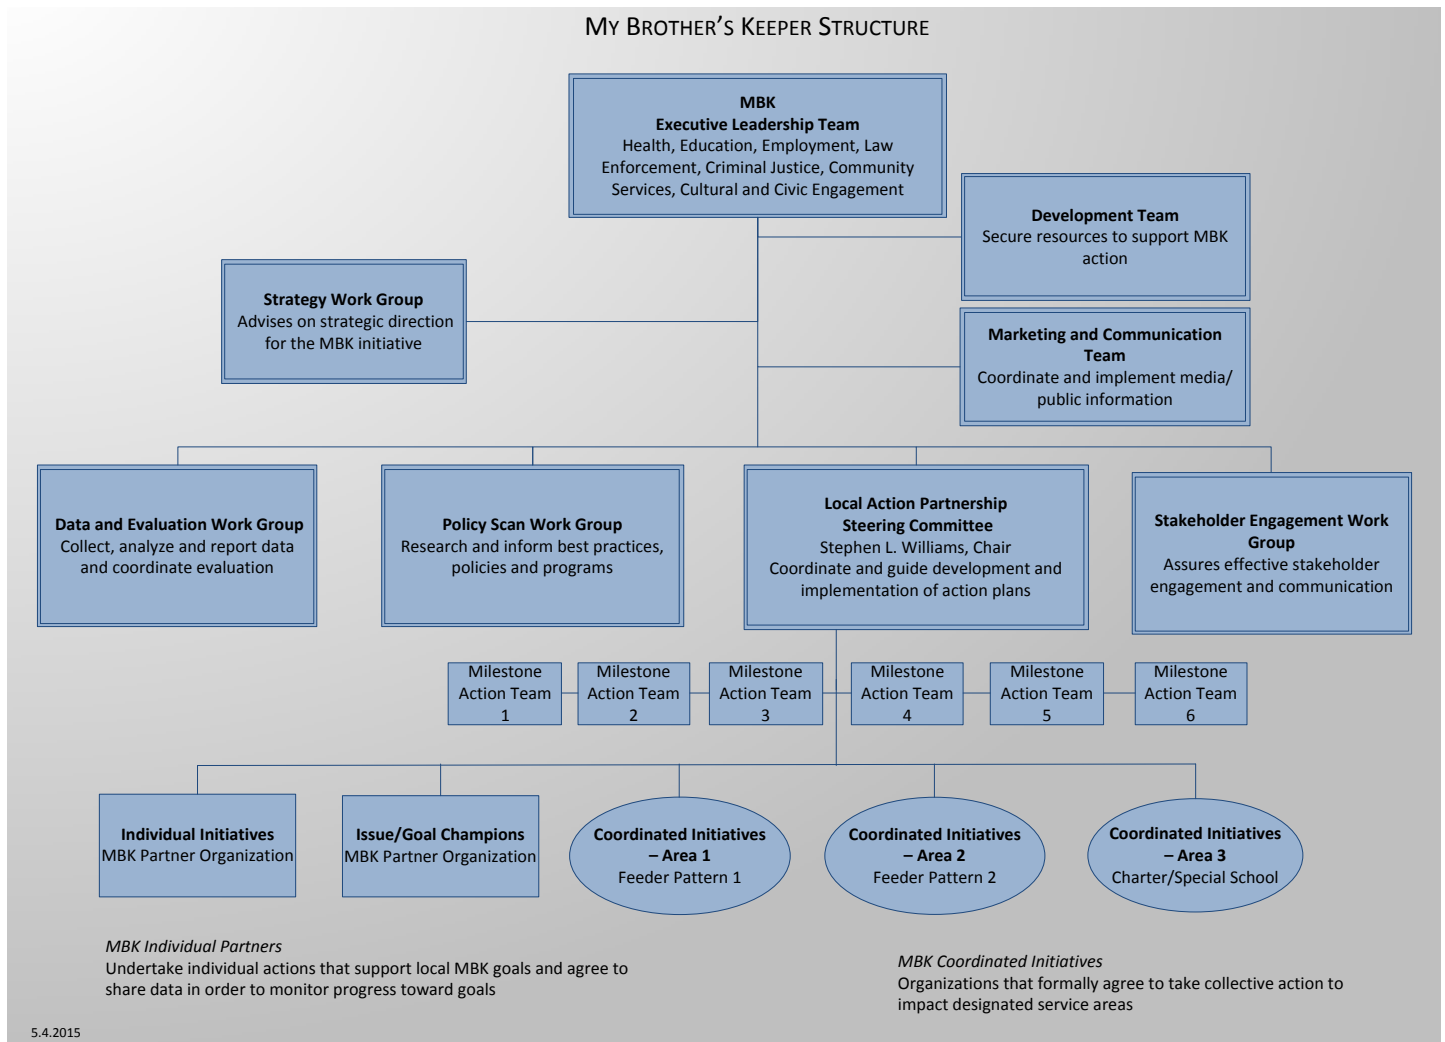 My Brother's Keeper Structure
MBK
Executive Leadership Team
Health, Education, Employment, Law
Enforcement, Criminal Justice, Community
Services, Cultural and Civic Engagement
Development Team
Secure resources to support MBK
action
Strategy Work Group
Advises on strategic direction
for the MBK initiative
Marketing and Communication
Team
Coordinate and implement media/
public information
Data and Evaluation Work Group
Collect, analyze and report data
and coordinate evaluation
Policy Scan Work Group
Research and inform best practices,
policies and programs
Local Action Partnership
Steering Committee
Stephen L. Williams, Chair
Coordinate and guide development and
implementation of action plans
Stakeholder Engagement Work
Group
Assures effective stakeholder
engagement and communication
Milestone
Action Team
1
Milestone
Action Team
2
Milestone
Action Team
3
Milestone
Action Team
4
Milestone
Action Team
5
Milestone
Action Team
6
Individual Initiatives
MBK Partner Organization
Issue/Goal Champions
MBK Partner Organization
Coordinated Initiatives
– Area 1
Feeder Pattern 1
Coordinated Initiatives
– Area 2
Feeder Pattern 2
Coordinated Initiatives
– Area 3
Charter/Special School
MBK Individual Partners
Undertake individual actions that support local MBK goals and agree to
share data in order to monitor progress toward goals
MBK Coordinated Initiatives
Organizations that formally agree to take collective action to
impact designated service areas
5.4.2015